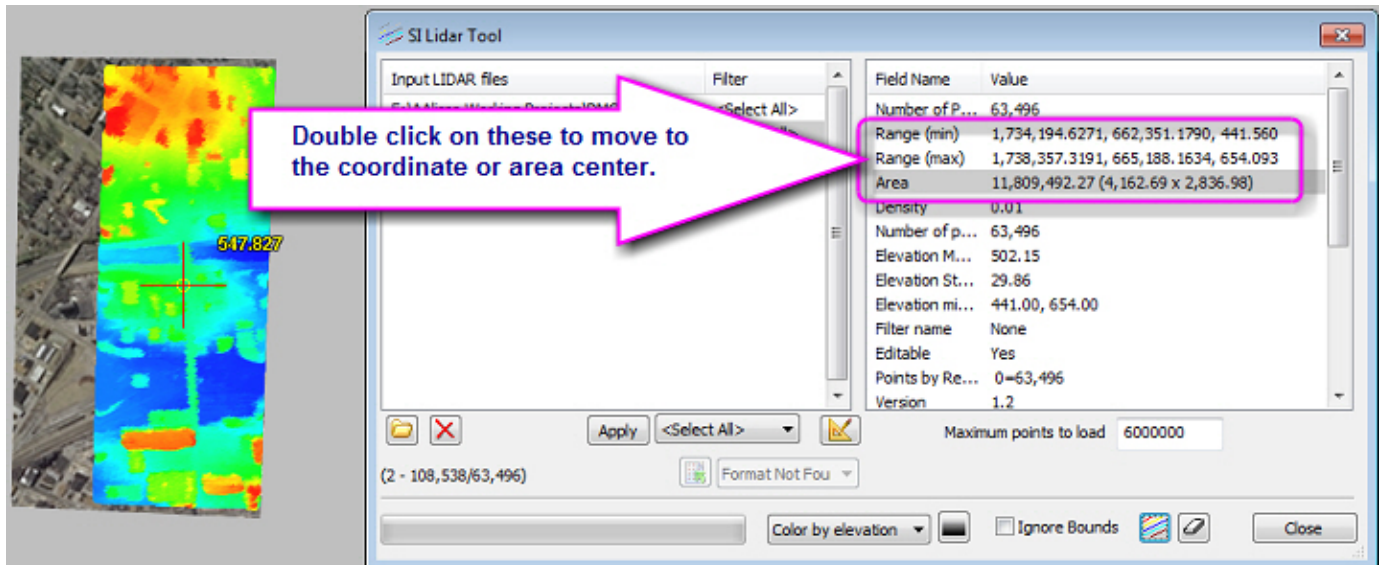 SI Lidar Tool
Input LIDAR files Filter
<Select All>
Double click on these to move to
the coordinate or area center.
547.827
Field Name Value
Number of P... 63,496
Range (min) 1,734,194.6271, 662,351.1790, 441.560
Range (max) 1,738,357.3191, 665,188.1634, 654.093
Area 11,809,492.27 (4,162.69 x 2,836.98)
Density 0.01
Number of p... 63,496
Elevation M... 502.15
Elevation St... 29.86
Elevation mi... 441.00, 654.00
Filter name None
Editable Yes
Points by Re... 0=63,496
Version 1.2
Apply <Select All> Maximum points to load 6000000
(2 - 108,538/63,496) Format Not Fou
Color by elevation Ignore Bounds Close